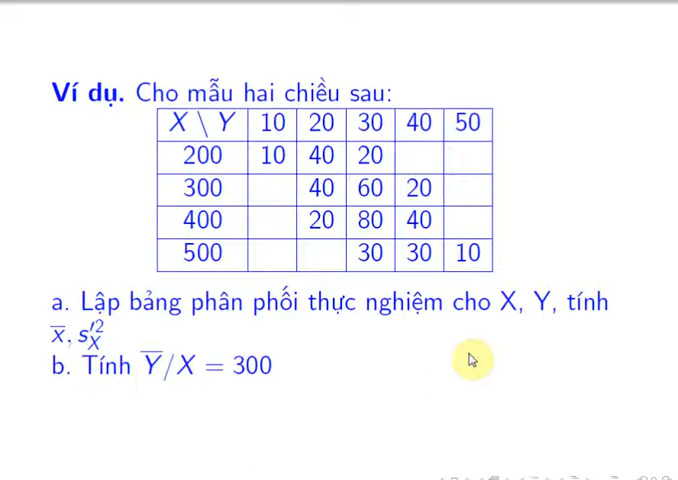 Ví dụ. Cho mẫu hai chiều sau:
X \ Y 10 20 30 40 50
200 10 40 20
300 40 60 20
400 20 80 40
500 30 30 10
a. Lập bảng phân phối thực nghiệm cho X, Y, tính
x̅, s′²_X
b. Tính Y̅/X = 300